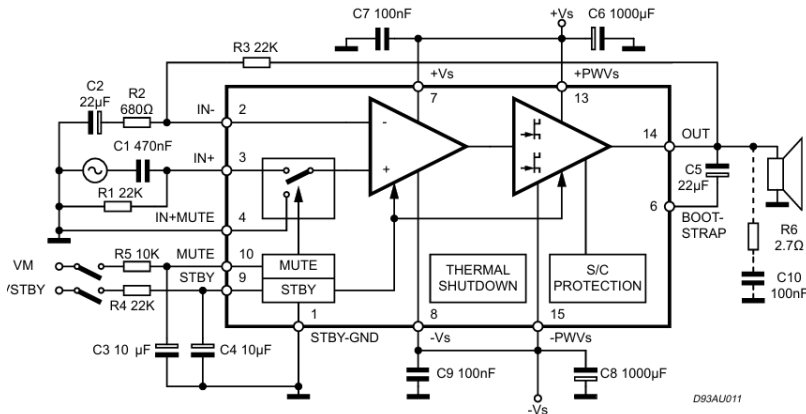 C7 100nF
+Vs
C6 1000µF
R3 22K
C2
22µF
R2
680Ω
IN-
2
+Vs
7
+PWVs
13
-
14
OUT
C1 470nF
IN+
3
+
C5
22µF
R1 22K
4
IN+MUTE
6
BOOT-
STRAP
R6
2.7Ω
VM
R5 10K
MUTE
10
MUTE
THERMAL
SHUTDOWN
S/C
PROTECTION
C10
100nF
VSTBY
R4 22K
STBY
9
STBY
1
STBY-GND
8
-Vs
15
-PWVs
C3 10 µF
C4 10µF
C9 100nF
C8 1000µF
-Vs
D93AU011